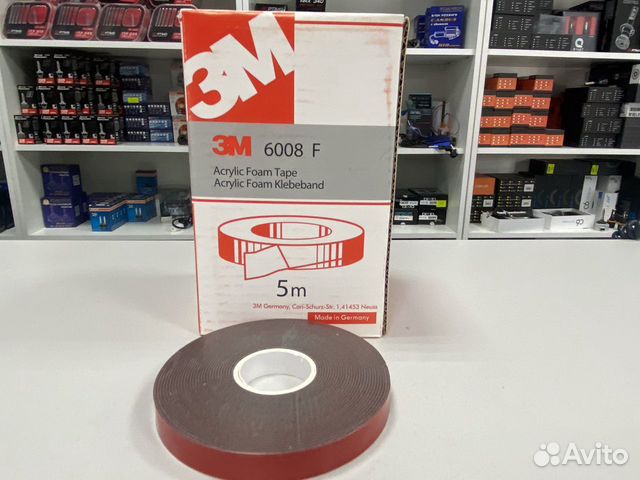 3M
3M 6008 F
Acrylic Foam Tape
Acrylic Foam Klebeband
5m
3M Germany, Carl-Schurz-Str. 1,41453 Neuss
Made in Germany
Avito